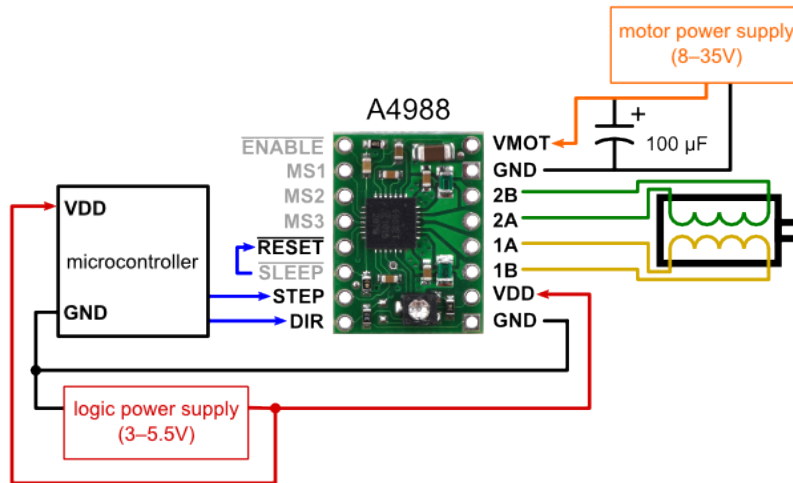 motor power supply
(8–35V)
A4988
ENABLE
MS1
MS2
MS3
RESET
SLEEP
STEP
DIR
VMOT
GND
2B
2A
1A
1B
VDD
GND
+
100 µF
VDD
microcontroller
GND
logic power supply
(3–5.5V)